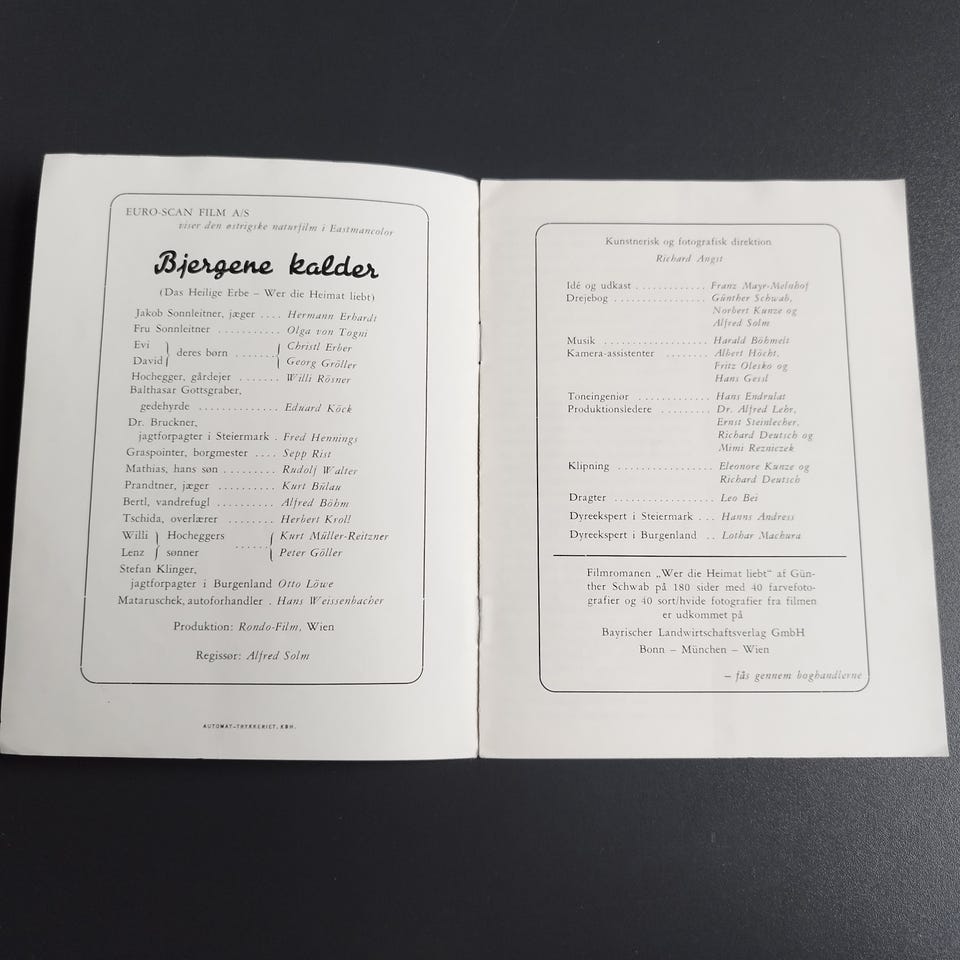 EURO-SCAN FILM A/S
viser den østrigske naturfilm i Eastmancolor
Bjergene kalder
(Das Heilige Erbe – Wer die Heimat liebt)
Jakob Sonnleitner, jæger .... Hermann Erhardt
Fru Sonnleitner ........... Olga von Togni
Evi } deres børn ....... { Christl Erber
David } Georg Gröller
Hochegger, gårdejer ....... Willi Rösner
Balthasar Gottsgraber,
gedehyrde ............. Eduard Köck
Dr. Bruckner,
jagtforpagter i Steiermark . Fred Hennings
Graspointer, borgmester .... Sepp Rist
Mathias, hans søn ......... Rudolf Walter
Prandtner, jæger .......... Kurt Bülau
Bertl, vandrefugl .......... Alfred Böhm
Tschida, overlærer ........ Herbert Kroll
Willi } Hocheggers ...... { Kurt Müller-Reitzner
Lenz } sønner Peter Göller
Stefan Klinger,
jagtforpagter i Burgenland Otto Löwe
Mataruschek, autoforhandler . Hans Weissenbacher
Produktion: Rondo-Film, Wien
Regissør: Alfred Solm
AUTOMAT-TRYKKERIET, KBH.
Kunstnerisk og fotografisk direktion
Richard Angst
Idé og udkast ............ Franz Mayr-Melnhof
Drejebog ............... Günther Schwab,
Norbert Kunze og
Alfred Solm
Musik .................. Harald Böhmelt
Kamera-assistenter ........ Albert Höcht,
Fritz Olesko og
Hans Gessl
Toneingeniør ............. Hans Endrulat
Produktionsledere ......... Dr. Alfred Lehr,
Ernst Steinlecher,
Richard Deutsch og
Mimi Rezniczek
Klipning ................ Eleonore Kunze og
Richard Deutsch
Dragter ................. Leo Bei
Dyreekspert i Steiermark ... Hanns Andress
Dyreekspert i Burgenland .. Lothar Machura
Filmromanen „Wer die Heimat liebt“ af Gün-
ther Schwab på 180 sider med 40 farvefoto-
grafier og 40 sort/hvide fotografier fra filmen
er udkommet på
Bayrischer Landwirtschaftsverlag GmbH
Bonn – München – Wien
– fås gennem boghandlerne